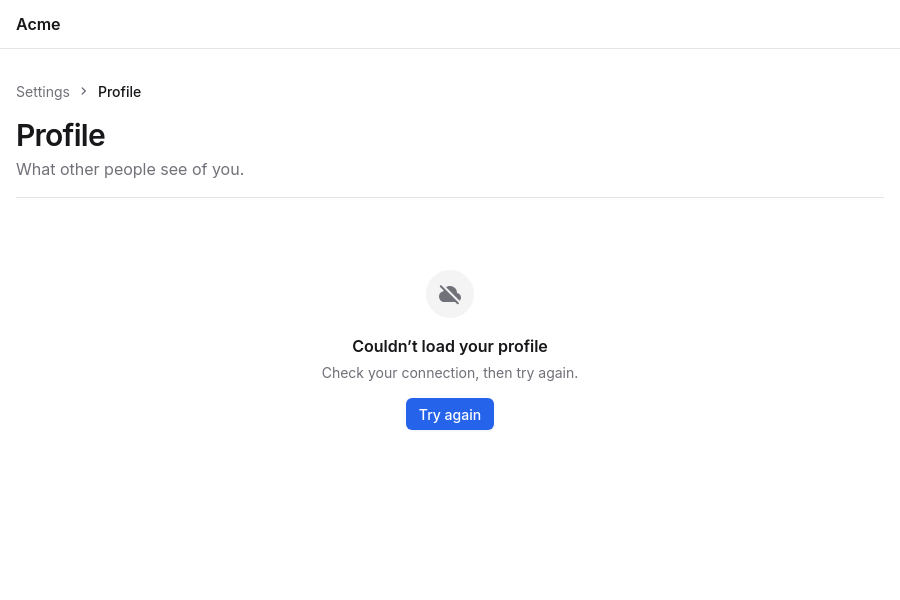 Acme
Settings > Profile
Profile
What other people see of you.
Couldn’t load your profile
Check your connection, then try again.
Try again